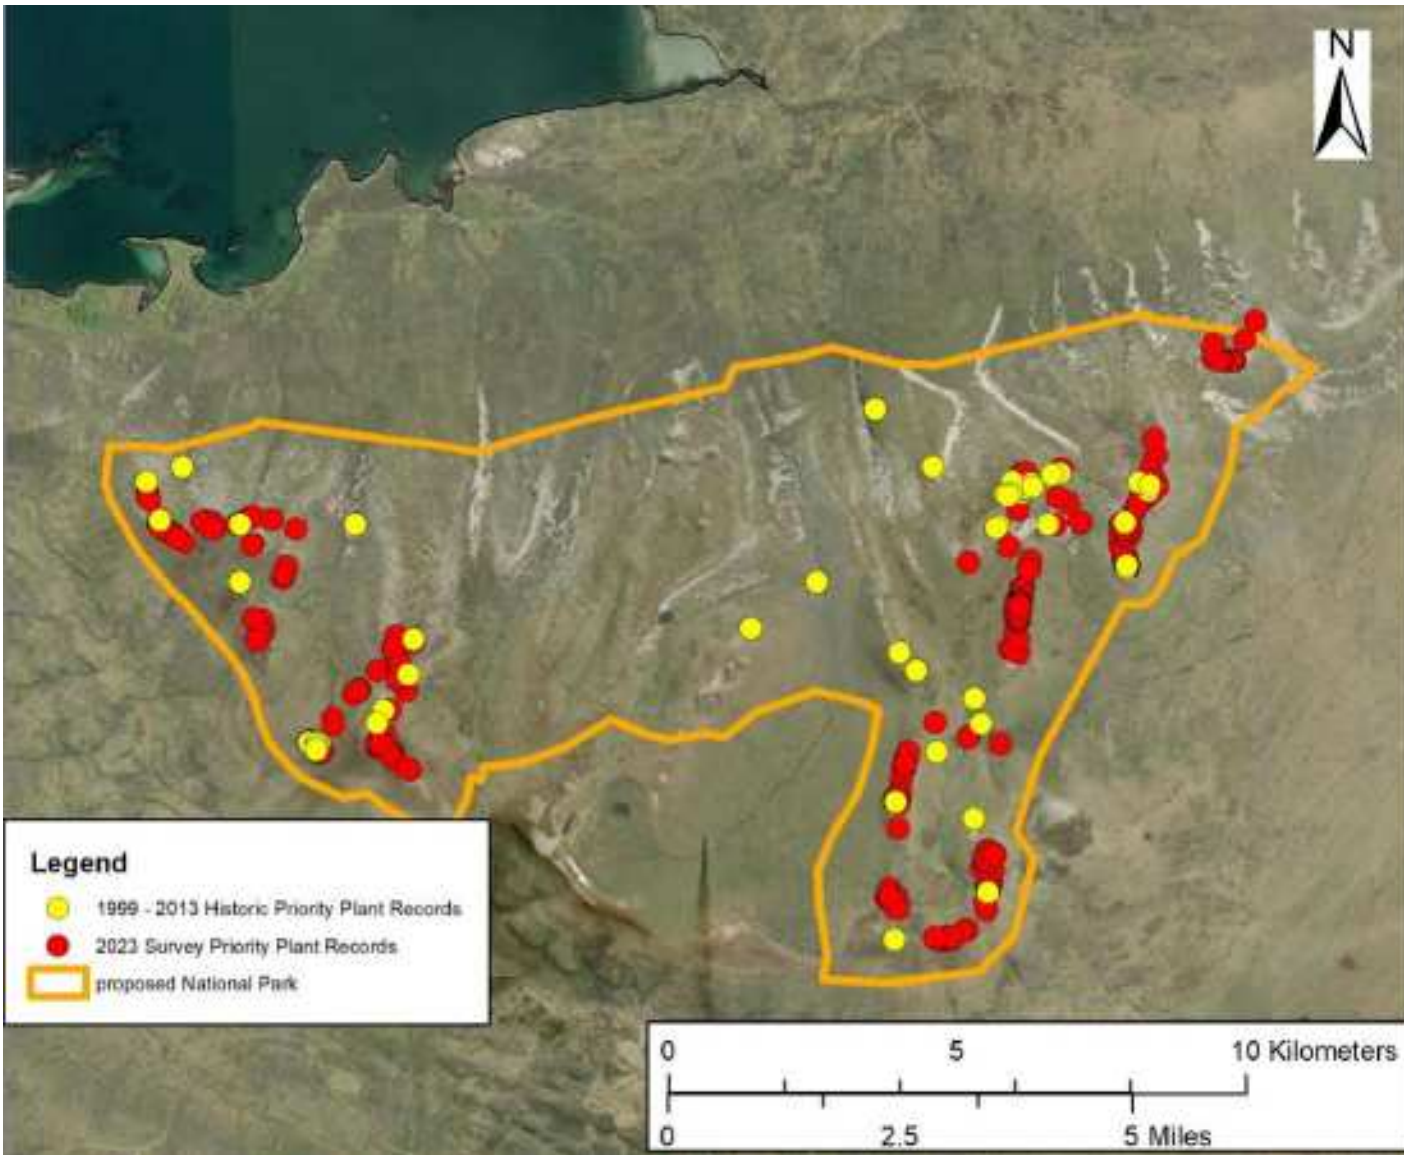 N
Legend
1999 - 2013 Historic Priority Plant Records
2023 Survey Priority Plant Records
proposed National Park
0 5 10 Kilometers
0 2.5 5 Miles